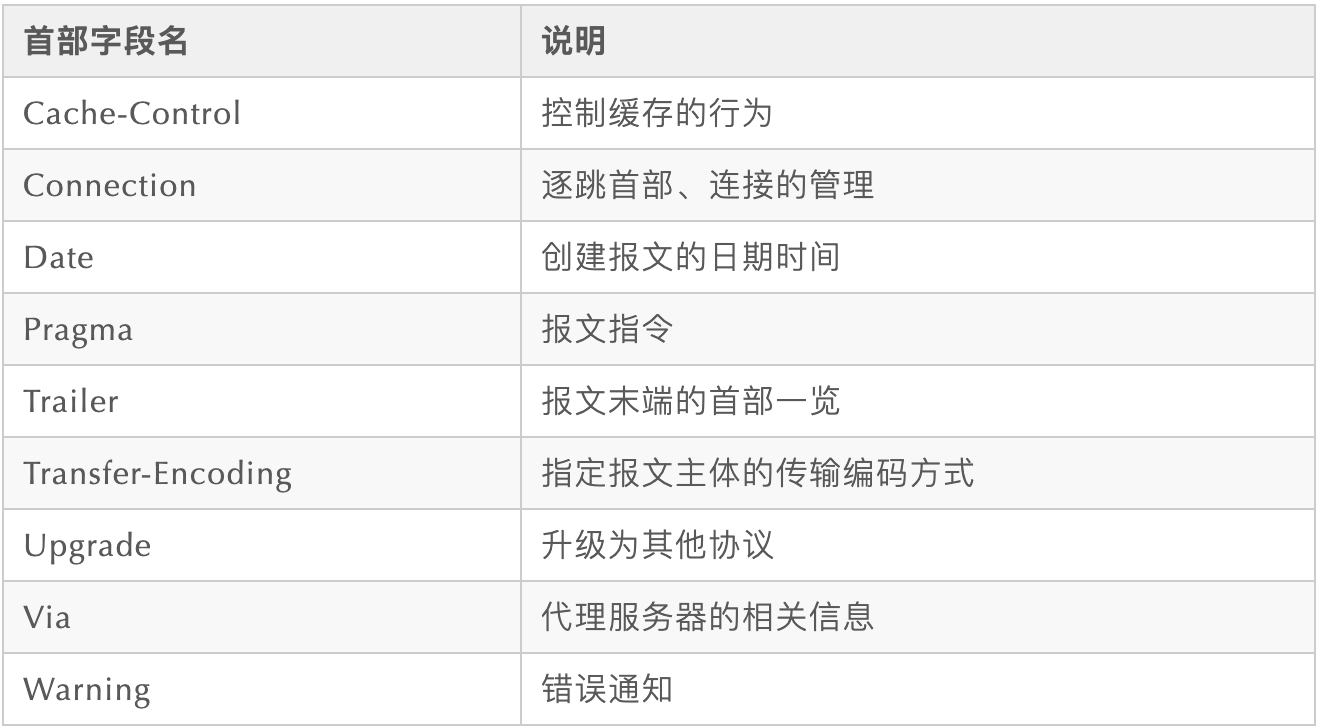 首部字段名 说明
Cache-Control 控制缓存的行为
Connection 逐跳首部、连接的管理
Date 创建报文的日期时间
Pragma 报文指令
Trailer 报文末端的首部一览
Transfer-Encoding 指定报文主体的传输编码方式
Upgrade 升级为其他协议
Via 代理服务器的相关信息
Warning 错误通知